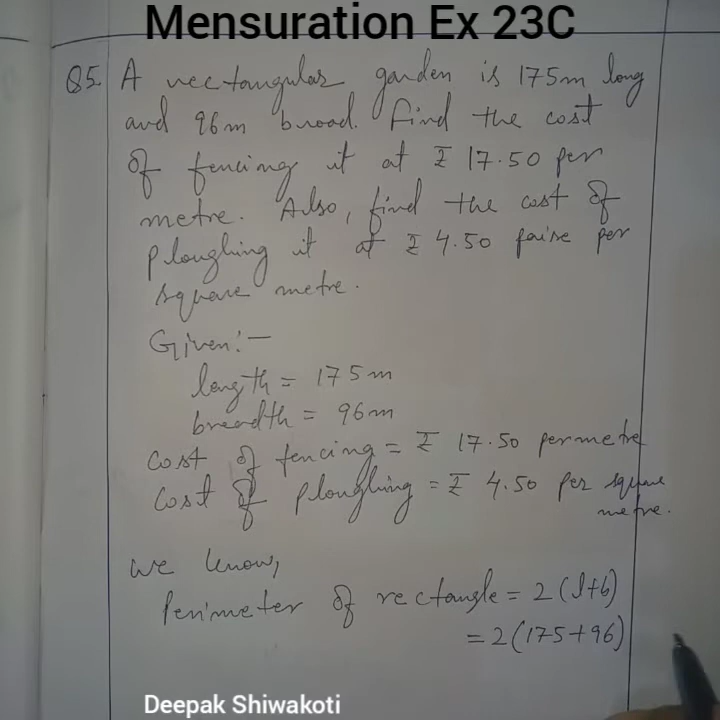 Mensuration Ex 23C
Q5 A rectangular garden is 175m long
and 96m broad. Find the cost
of fencing it at ₹ 17.50 per
metre. Also, find the cost of
ploughing it at ₹ 4.50 paise per
square metre.
Given:-
length = 175m
breadth = 96m
cost of fencing = ₹ 17.50 per metre
cost of ploughing = ₹ 4.50 per square
metre.
we know,
Perimeter of rectangle = 2(l+b)
= 2(175+96)
Deepak Shiwakoti